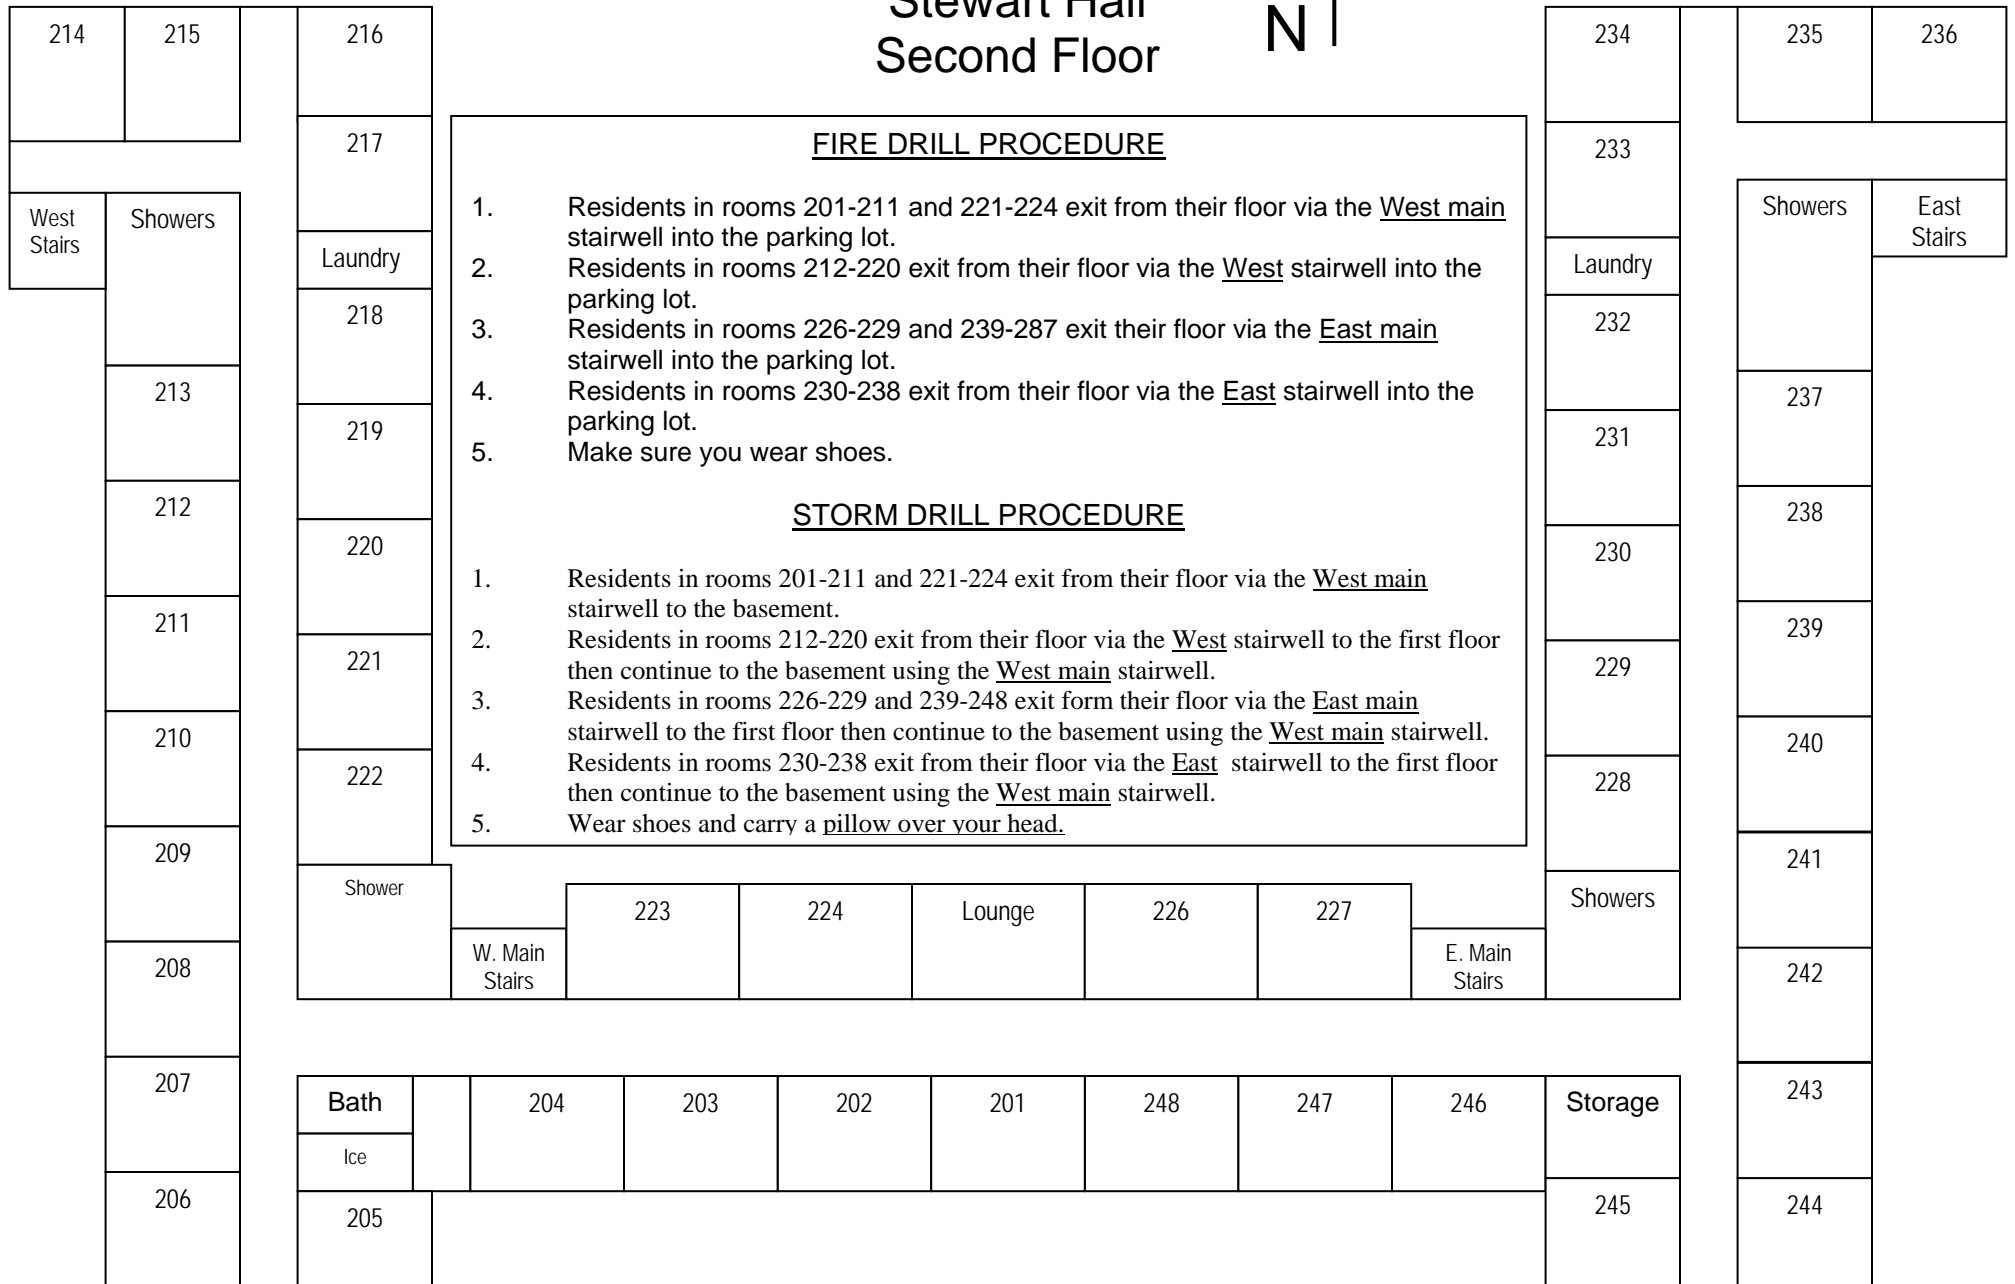 Stewart Hall
Second Floor
N
214
215
216
234
235
236
217
233
West
Stairs
Showers
Laundry
218
213
219
212
220
211
221
210
222
209
Shower
208
207
206
FIRE DRILL PROCEDURE
1. Residents in rooms 201-211 and 221-224 exit from their floor via the West main
stairwell into the parking lot.
2. Residents in rooms 212-220 exit from their floor via the West stairwell into the
parking lot.
3. Residents in rooms 226-229 and 239-287 exit their floor via the East main
stairwell into the parking lot.
4. Residents in rooms 230-238 exit from their floor via the East stairwell into the
parking lot.
5. Make sure you wear shoes.
STORM DRILL PROCEDURE
1. Residents in rooms 201-211 and 221-224 exit from their floor via the West main
stairwell to the basement.
2. Residents in rooms 212-220 exit from their floor via the West stairwell to the first floor
then continue to the basement using the West main stairwell.
3. Residents in rooms 226-229 and 239-248 exit form their floor via the East main
stairwell to the first floor then continue to the basement using the West main stairwell.
4. Residents in rooms 230-238 exit from their floor via the East stairwell to the first floor
then continue to the basement using the West main stairwell.
5. Wear shoes and carry a pillow over your head.
Laundry
232
231
230
229
228
Showers
Showers
East
Stairs
237
238
239
240
241
242
243
244
W. Main
Stairs
223
224
Lounge
226
227
E. Main
Stairs
Bath
Ice
204
203
202
201
248
247
246
Storage
205
245